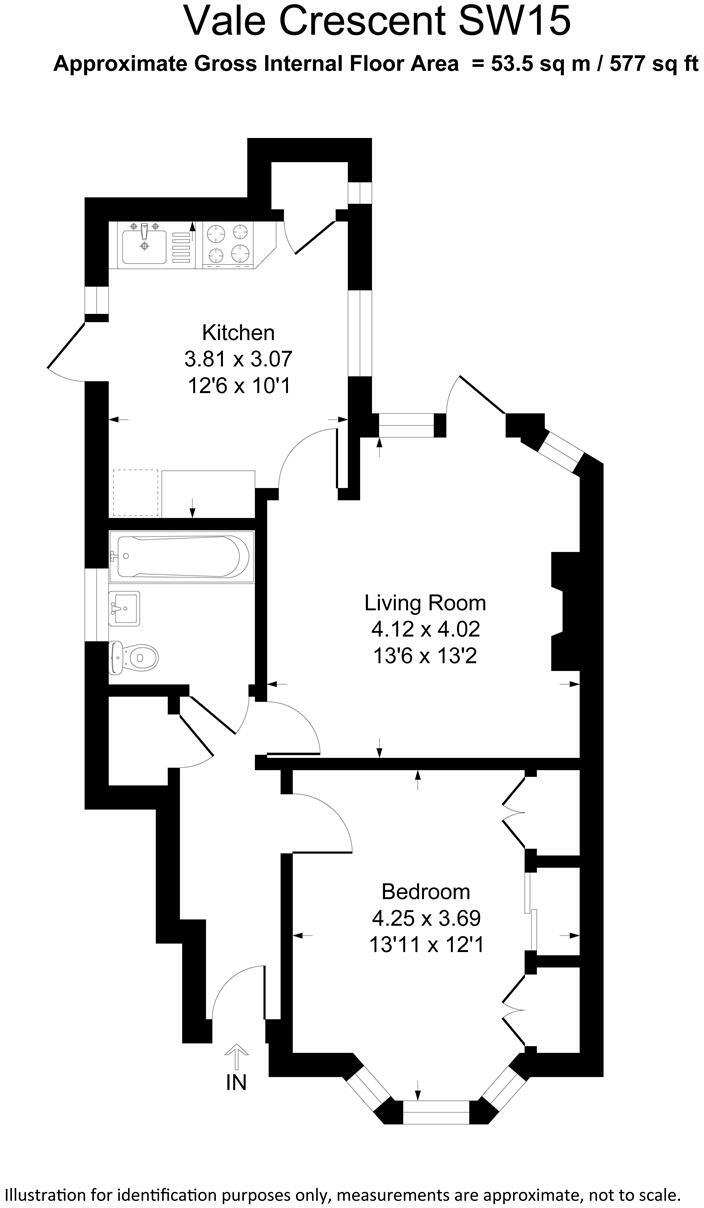 Vale Crescent SW15
Approximate Gross Internal Floor Area = 53.5 sq m / 577 sq ft
Kitchen
3.81 x 3.07
12'6 x 10'1
Living Room
4.12 x 4.02
13'6 x 13'2
Bedroom
4.25 x 3.69
13'11 x 12'1
IN
Illustration for identification purposes only, measurements are approximate, not to scale.